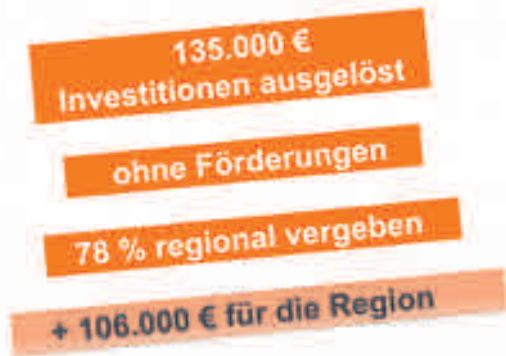 135.000 €
Investitionen ausgelöst
ohne Förderungen
78 % regional vergeben
+ 106.000 € für die Region